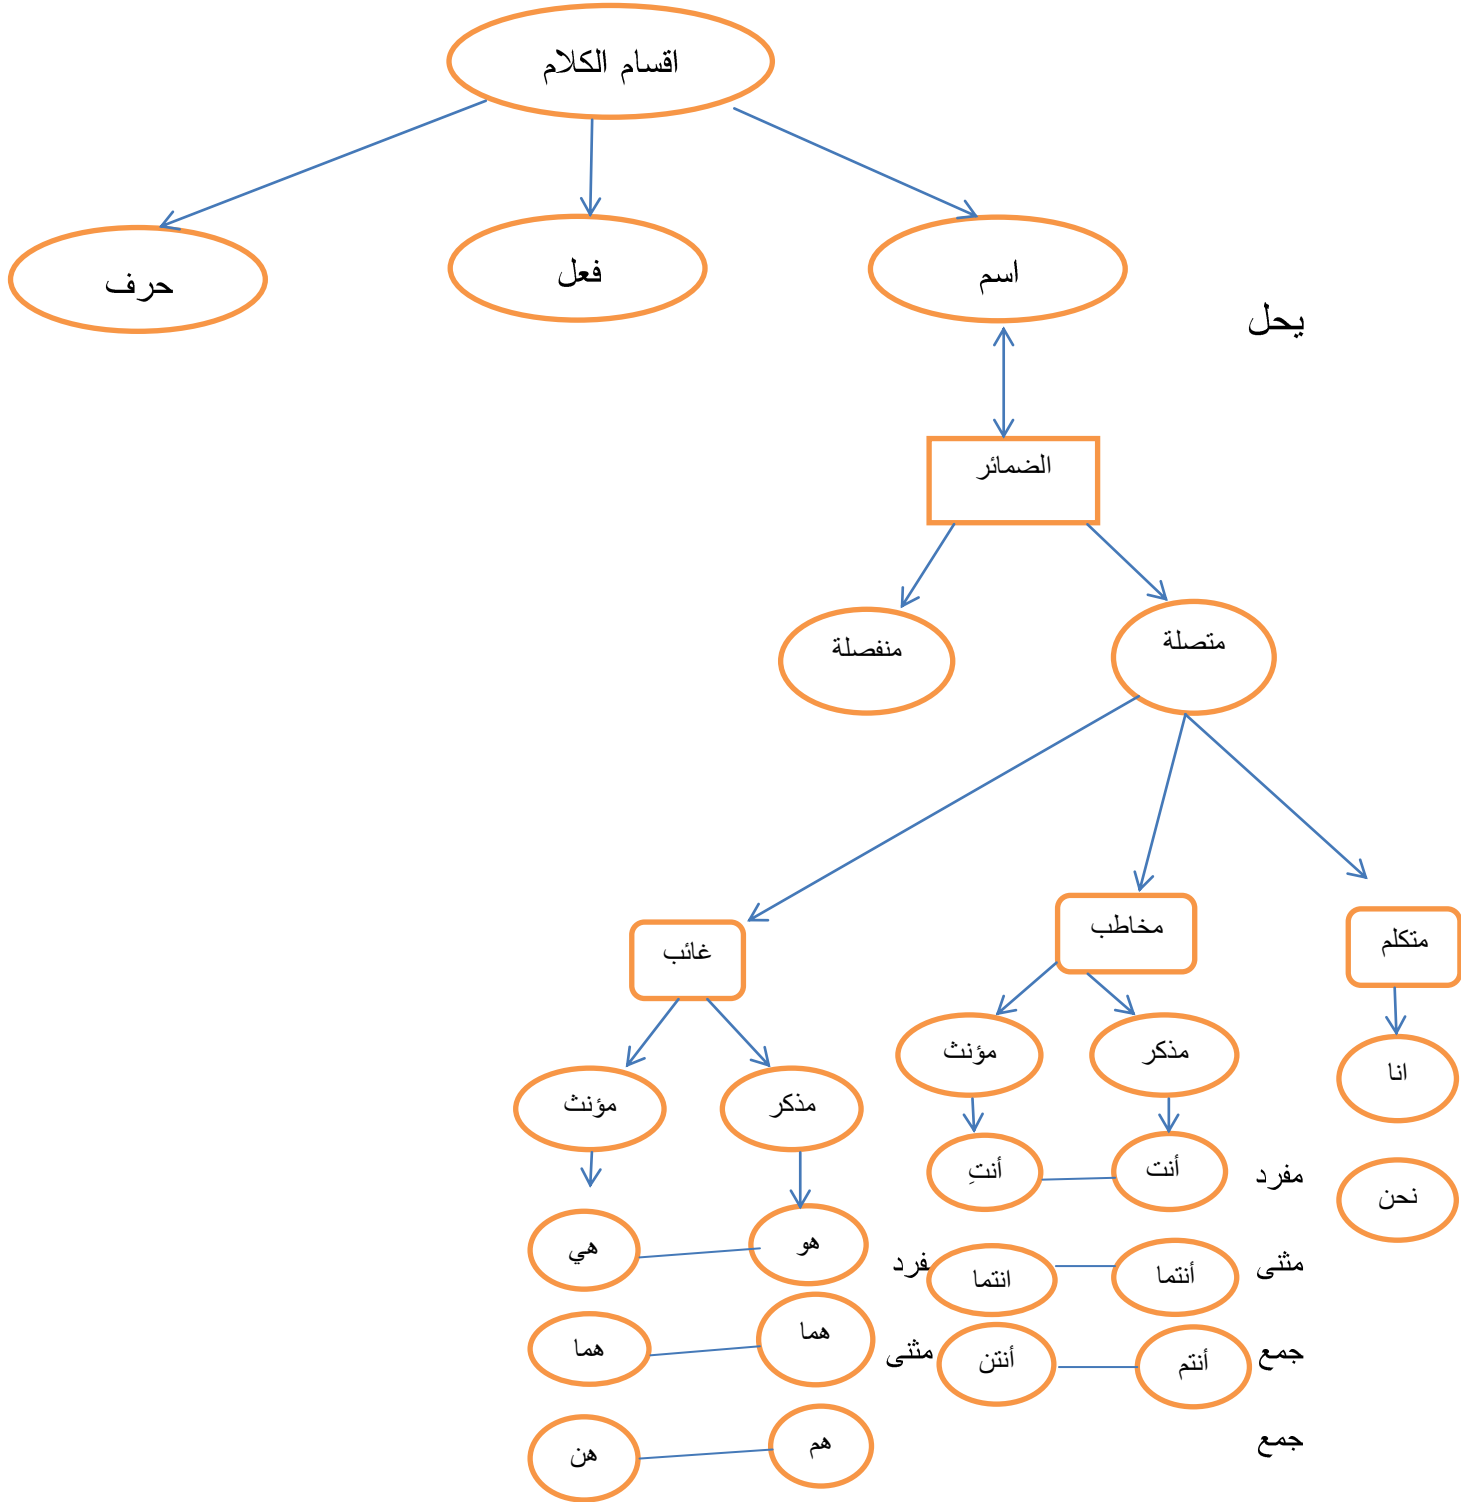 اقسام الكلام
اسم
فعل
حرف
يحل
الضمائر
متصلة
منفصلة
متكلم
مخاطب
غائب
مذكر
مؤنث
مذكر
مؤنث
انا
أنت
أنتِ
مفرد
نحن
هو
هي
مثنى
أنتما
انتما
فرد
هما
هما
جمع
أنتم
أنتن
مثنى
جمع
هم
هن